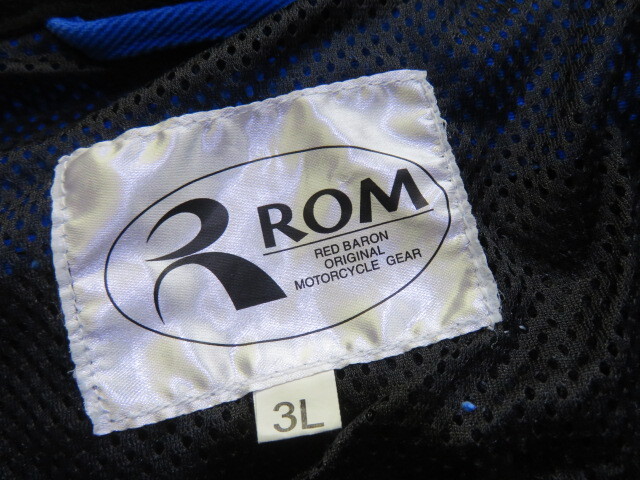 R ROM
RED BARON
ORIGINAL
MOTORCYCLE GEAR
3L